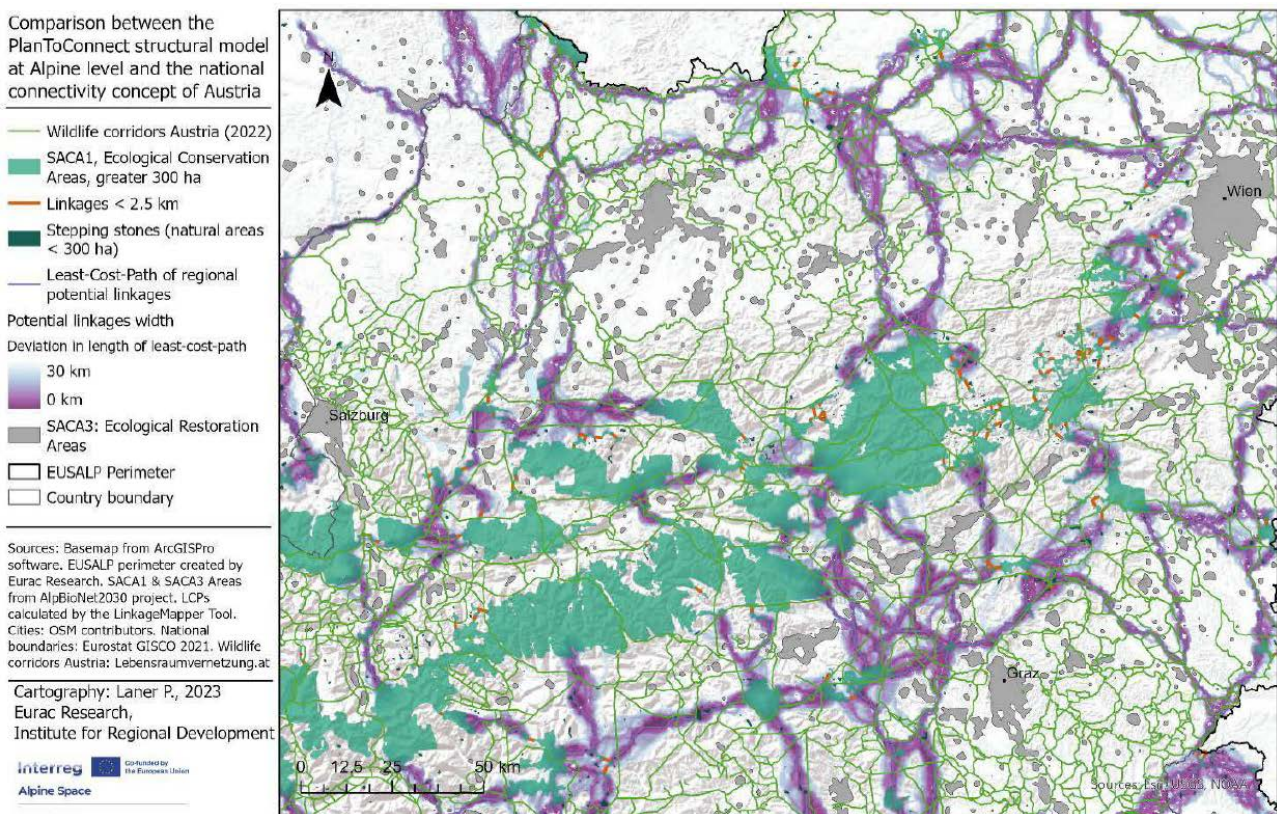 Comparison between the
PlanToConnect structural model
at Alpine level and the national
connectivity concept of Austria
Wildlife corridors Austria (2022)
SACA1, Ecological Conservation
Areas, greater 300 ha
Linkages < 2.5 km
Stepping stones (natural areas
< 300 ha)
Least-Cost-Path of regional
potential linkages
Potential linkages width
Deviation in length of least-cost-path
30 km
0 km
SACA3: Ecological Restoration
Areas
EUSALP Perimeter
Country boundary
Sources: Basemap from ArcGISPro
software. EUSALP perimeter created by
Eurac Research. SACA1 & SACA3 Areas
from AlpBioNet2030 project. LCPs
calculated by the LinkageMapper Tool.
Cities: OSM contributors. National
boundaries: Eurostat GISCO 2021. Wildlife
corridors Austria: Lebensraumvernetzung.at
Cartography: Laner P., 2023
Eurac Research,
Institute for Regional Development
Interreg
Co-funded by
the European Union
Alpine Space
N
Wien
Salzburg
Graz
0 12,5 25 50 km
Sources: Esri, USGS, NOAA